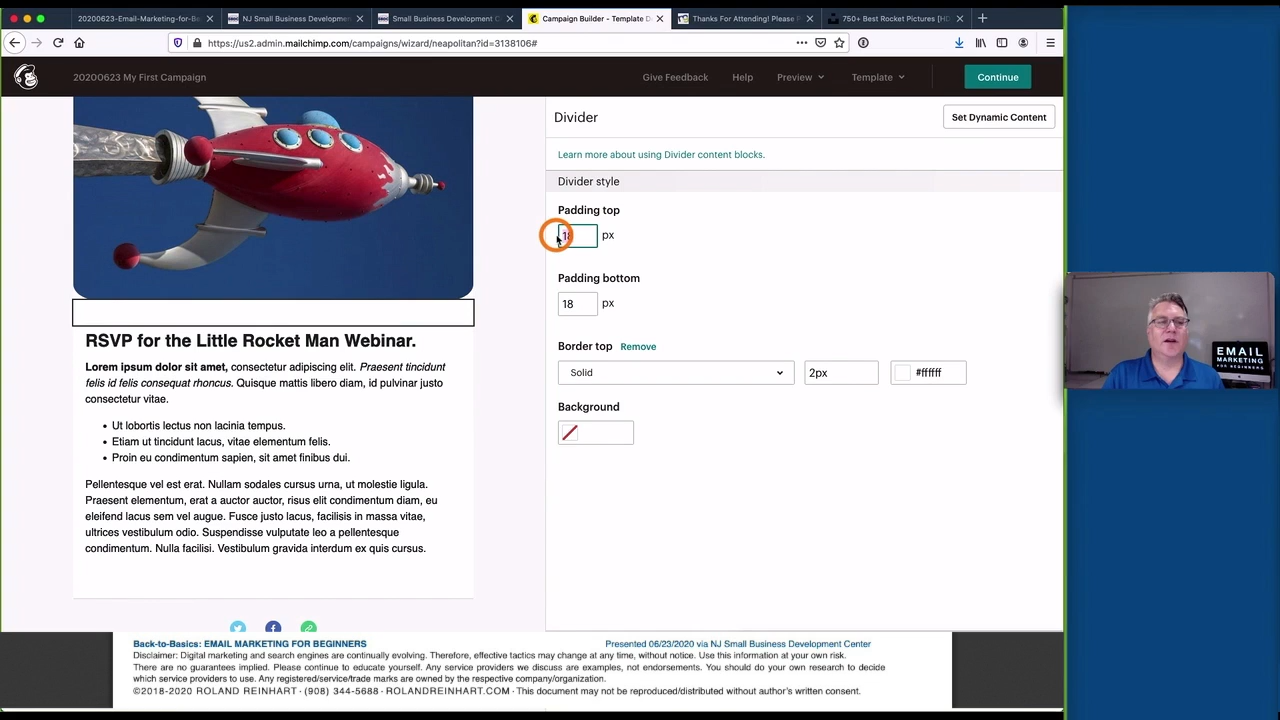 20200623-Email-Marketing-for-Be
NJ Small Business Developmen
Small Business Development C
Campaign Builder - Template D
Thanks For Attending! Please R
750+ Best Rocket Pictures [HD
https://us2.admin.mailchimp.com/campaigns/wizard/neapolitan?id=3138106#
20200623 My First Campaign
Give Feedback
Help
Preview
Template
Continue
Divider
Set Dynamic Content
Learn more about using Divider content blocks.
Divider style
Padding top
18 px
Padding bottom
18 px
Border top Remove
Solid
2px
#ffffff
Background
RSVP for the Little Rocket Man Webinar.
Lorem ipsum dolor sit amet, consectetur adipiscing elit. Praesent tincidunt
felis id felis consequat rhoncus. Quisque mattis libero diam, id pulvinar justo
consectetur vitae.
• Ut lobortis lectus non lacinia tempus.
• Etiam ut tincidunt lacus, vitae elementum felis.
• Proin eu condimentum sapien, sit amet finibus dui.
Pellentesque vel est erat. Nullam sodales cursus urna, ut molestie ligula.
Praesent elementum, erat a auctor auctor, risus elit condimentum diam, eu
eleifend lacus sem vel augue. Fusce justo lacus, facilisis in massa vitae,
ultrices vestibulum odio. Suspendisse vulputate leo a pellentesque
condimentum. Nulla facilisi. Vestibulum gravida interdum ex quis cursus.
EMAIL
MARKETING
FOR BEGINNERS
Back-to-Basics: EMAIL MARKETING FOR BEGINNERS
Presented 06/23/2020 via NJ Small Business Development Center
Disclaimer: Digital marketing and search engines are continually evolving. Therefore, effective tactics may change at any time, without notice. Use this information at your own risk.
There are no guarantees implied. Please continue to educate yourself. Any service providers we discuss are examples, not endorsements. You should do your own research to decide
which service providers to use. Any registered/service/trade marks are owned by the respective company/organization.
©2018-2020 ROLAND REINHART · (908) 344-5688 · ROLANDREINHART.COM · This document may not be reproduced/distributed without author's written consent.